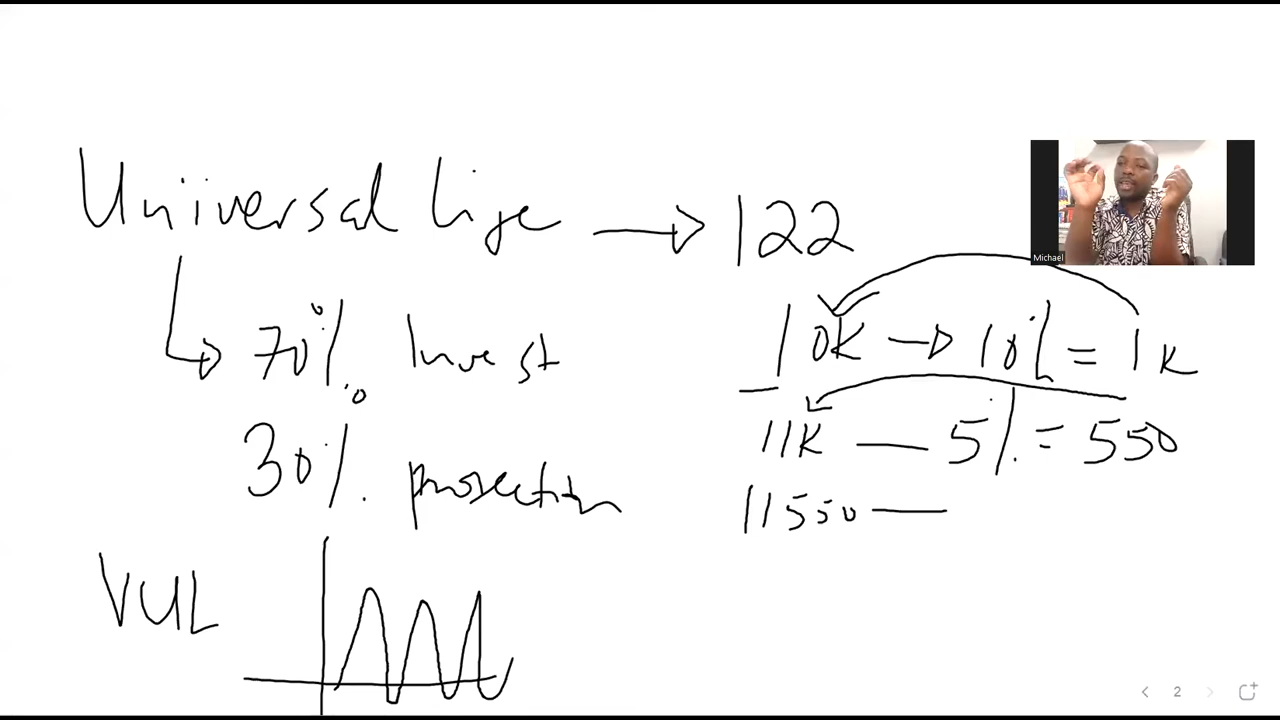 Universal Life → 122
70% Invest
30% protection
VUL
10K → 10% = 1K
11K — 5% = 550
11550 —
Michael
2